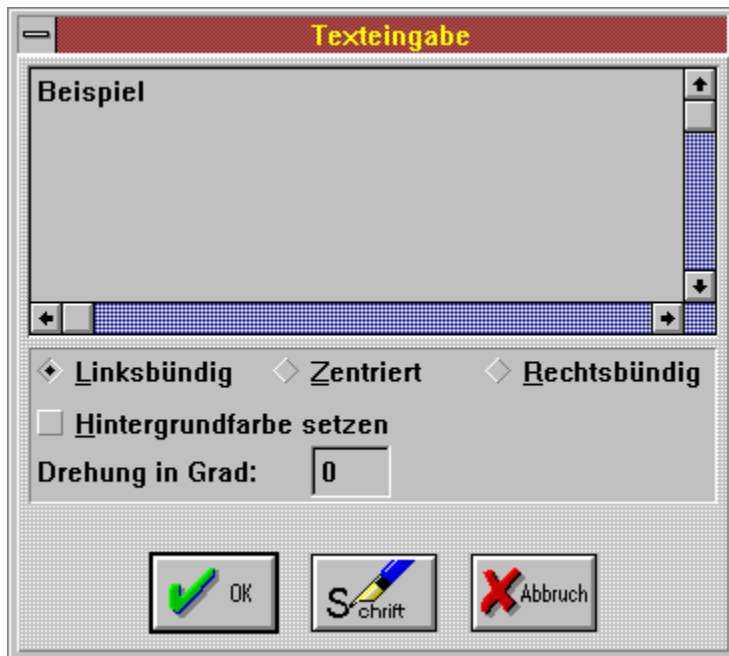 Texteingabe
Beispiel
Linksbündig Zentriert Rechtsbündig
Hintergrundfarbe setzen
Drehung in Grad: 0
OK Schrift Abbruch